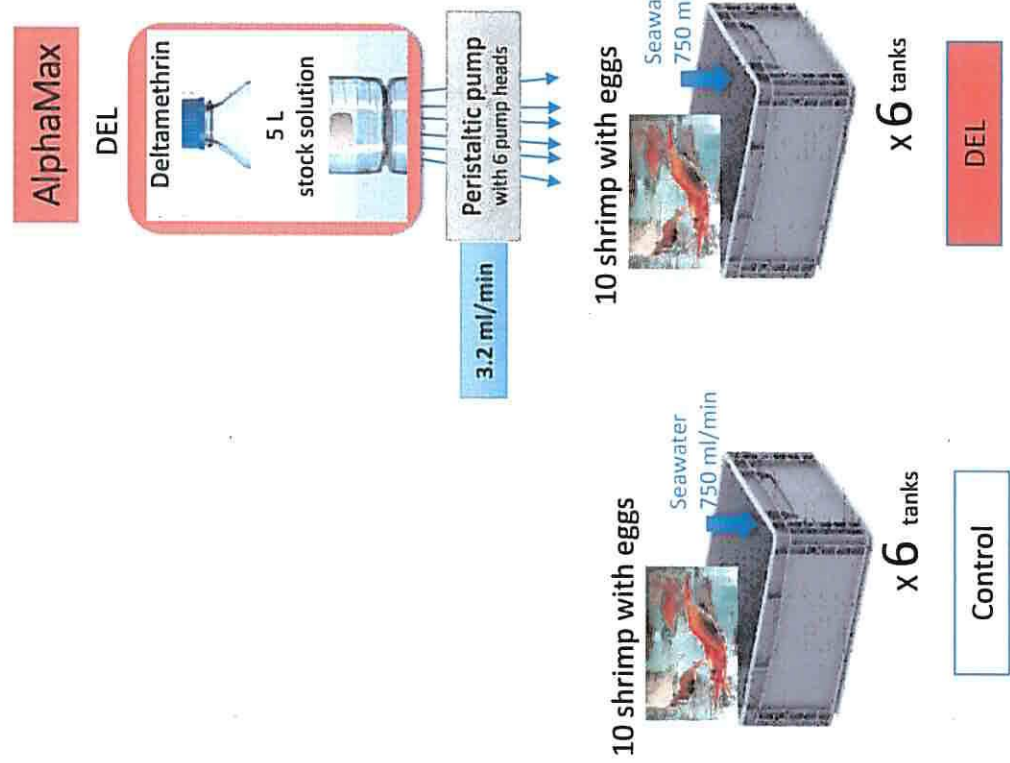 AlphaMax
DEL
Deltamethrin
5 L
stock solution
3.2 ml/min
Peristaltic pump
with 6 pump heads
10 shrimp with eggs
Seawater
750 ml/min
x 6 tanks
Control
10 shrimp with eggs
750 m
x 6 tanks
DEL